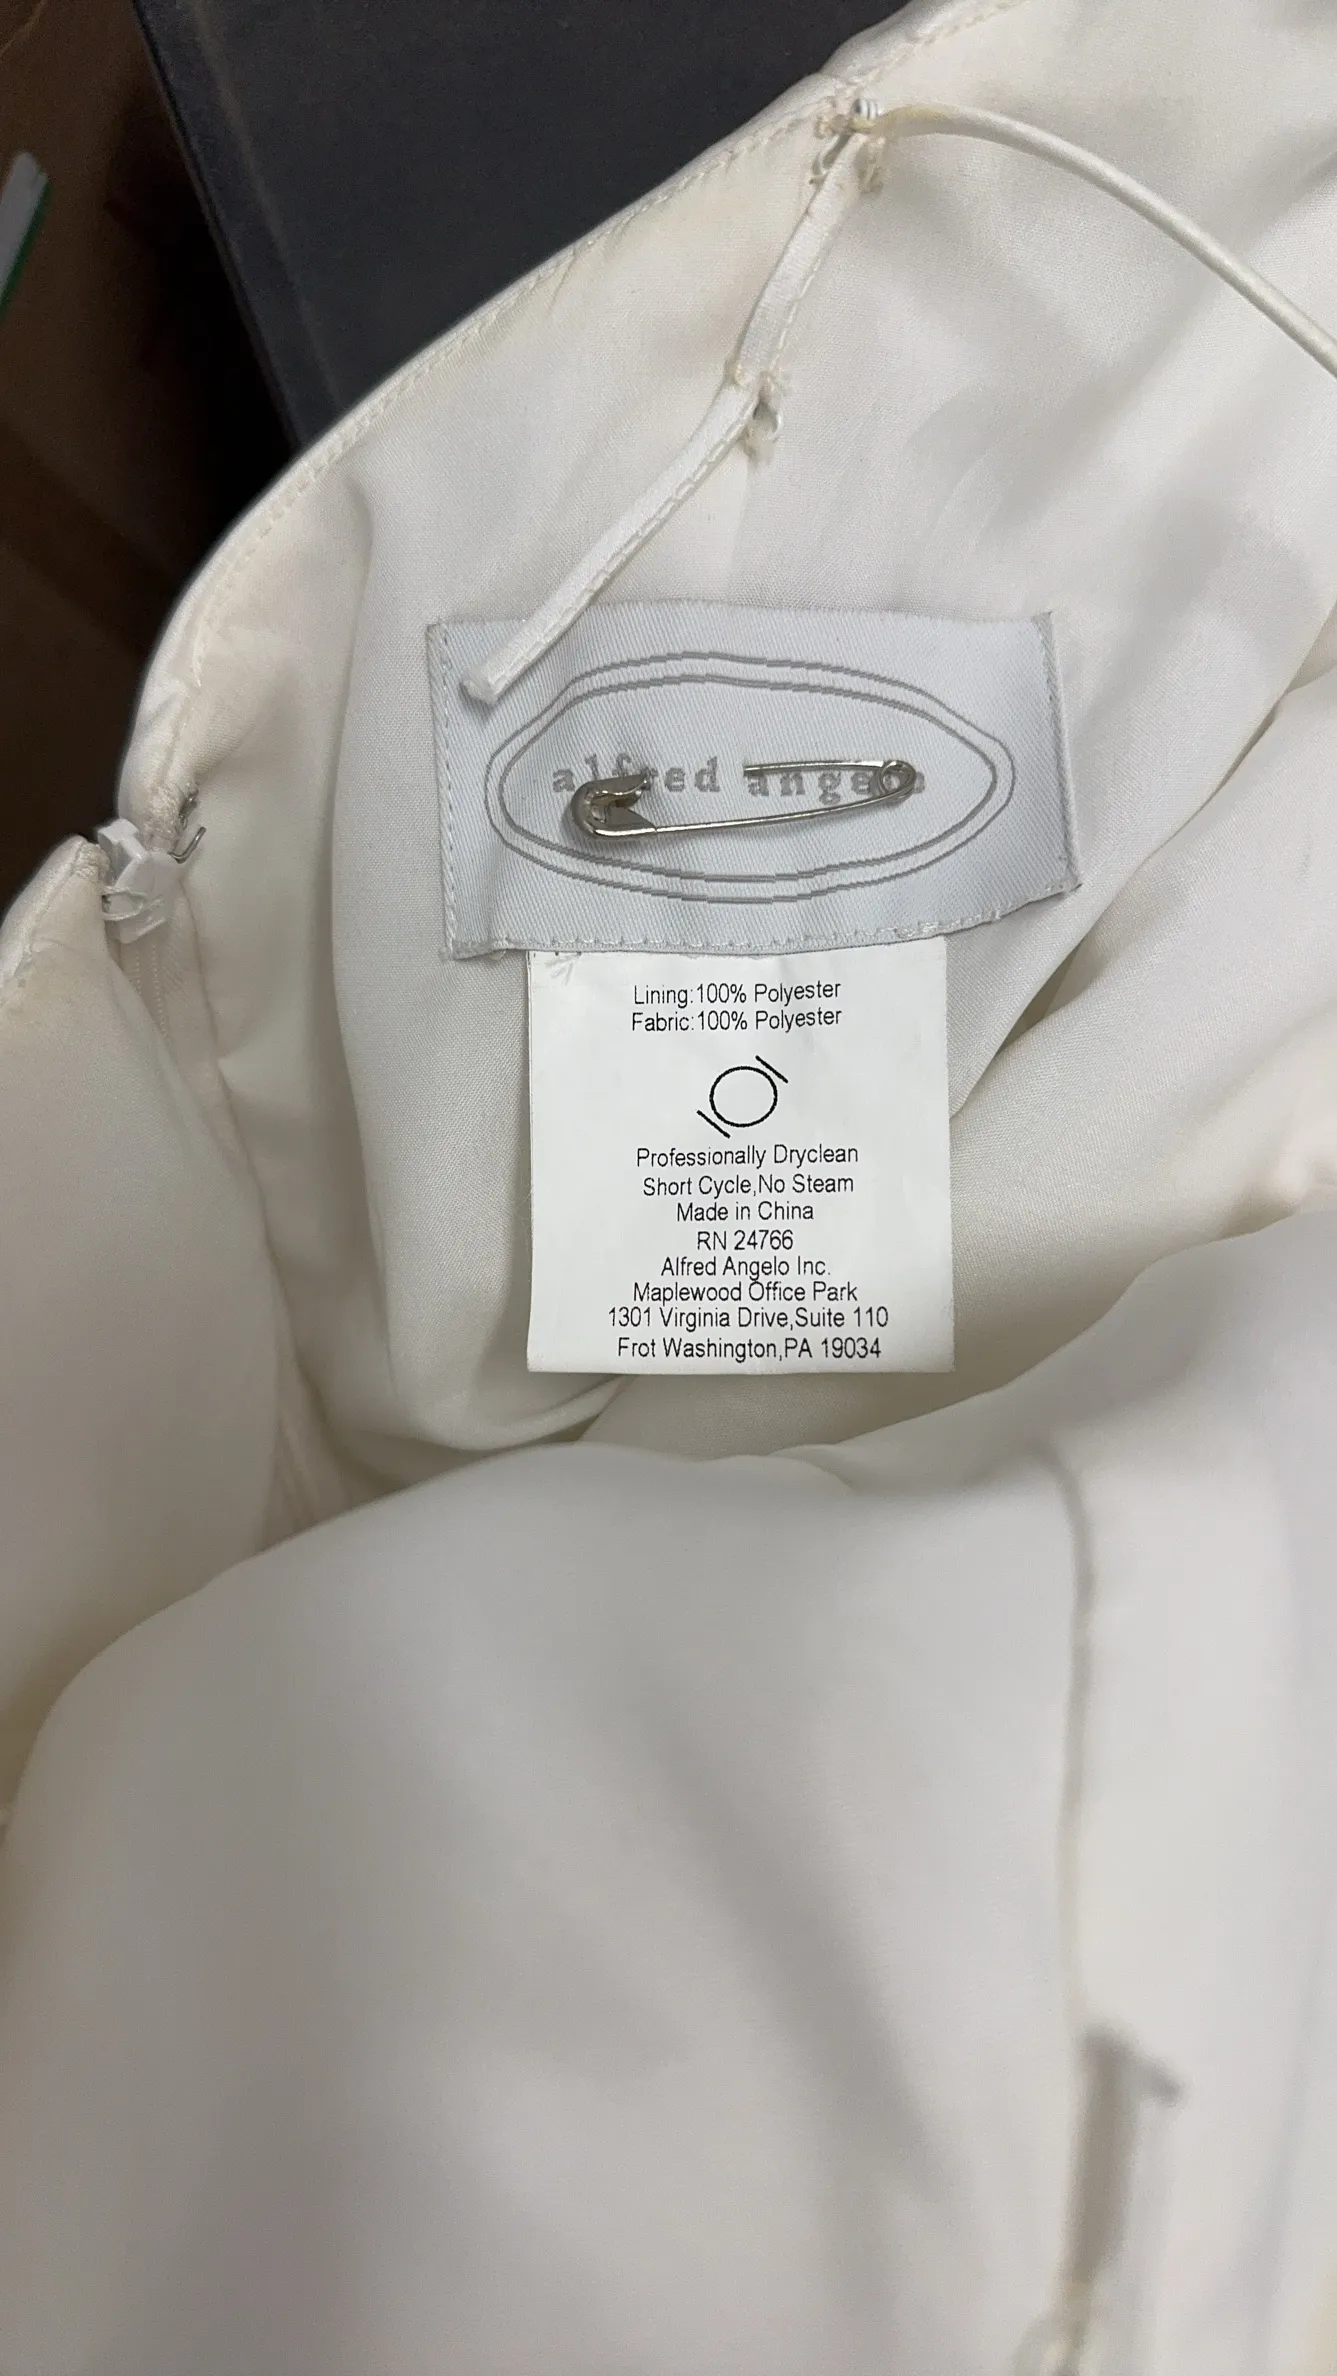 alfred angelo
Lining:100% Polyester
Fabric:100% Polyester
Professionally Dryclean
Short Cycle,No Steam
Made in China
RN 24766
Alfred Angelo Inc.
Maplewood Office Park
1301 Virginia Drive,Suite 110
Frot Washington,PA 19034